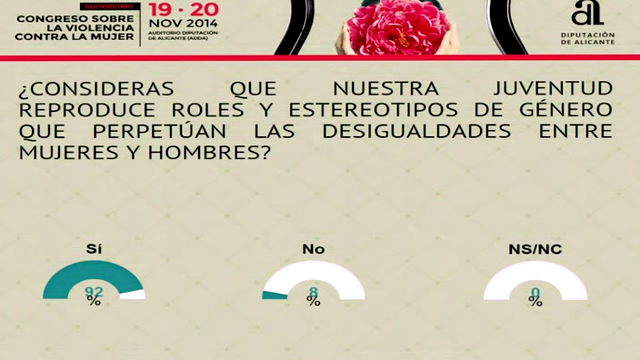 DUODÉCIMO
CONGRESO SOBRE
LA VIOLENCIA
CONTRA LA MUJER
19 · 20
NOV 2014
AUDITORIO DIPUTACIÓN
DE ALICANTE (ADDA)
DIPUTACIÓN
DE ALICANTE
¿CONSIDERAS QUE NUESTRA JUVENTUD
REPRODUCE ROLES Y ESTEREOTIPOS DE GÉNERO
QUE PERPETÚAN LAS DESIGUALDADES ENTRE
MUJERES Y HOMBRES?
Sí No NS/NC
92 8 0
% % %